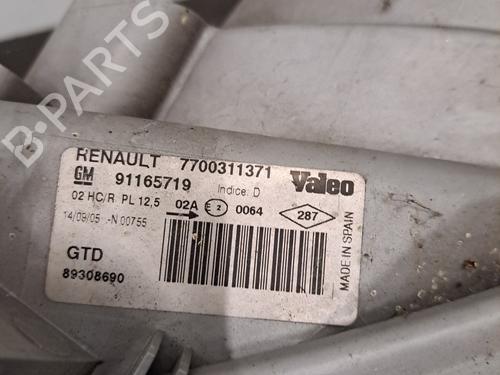 B-PARTS
RENAULT 7700311371
GM 91165719 Indice: D Valeo
02 HC/R PL 12,5 02A E2 0064 287
14/09/05 .-N 00755
GTD
89308690
MADE IN SPAIN